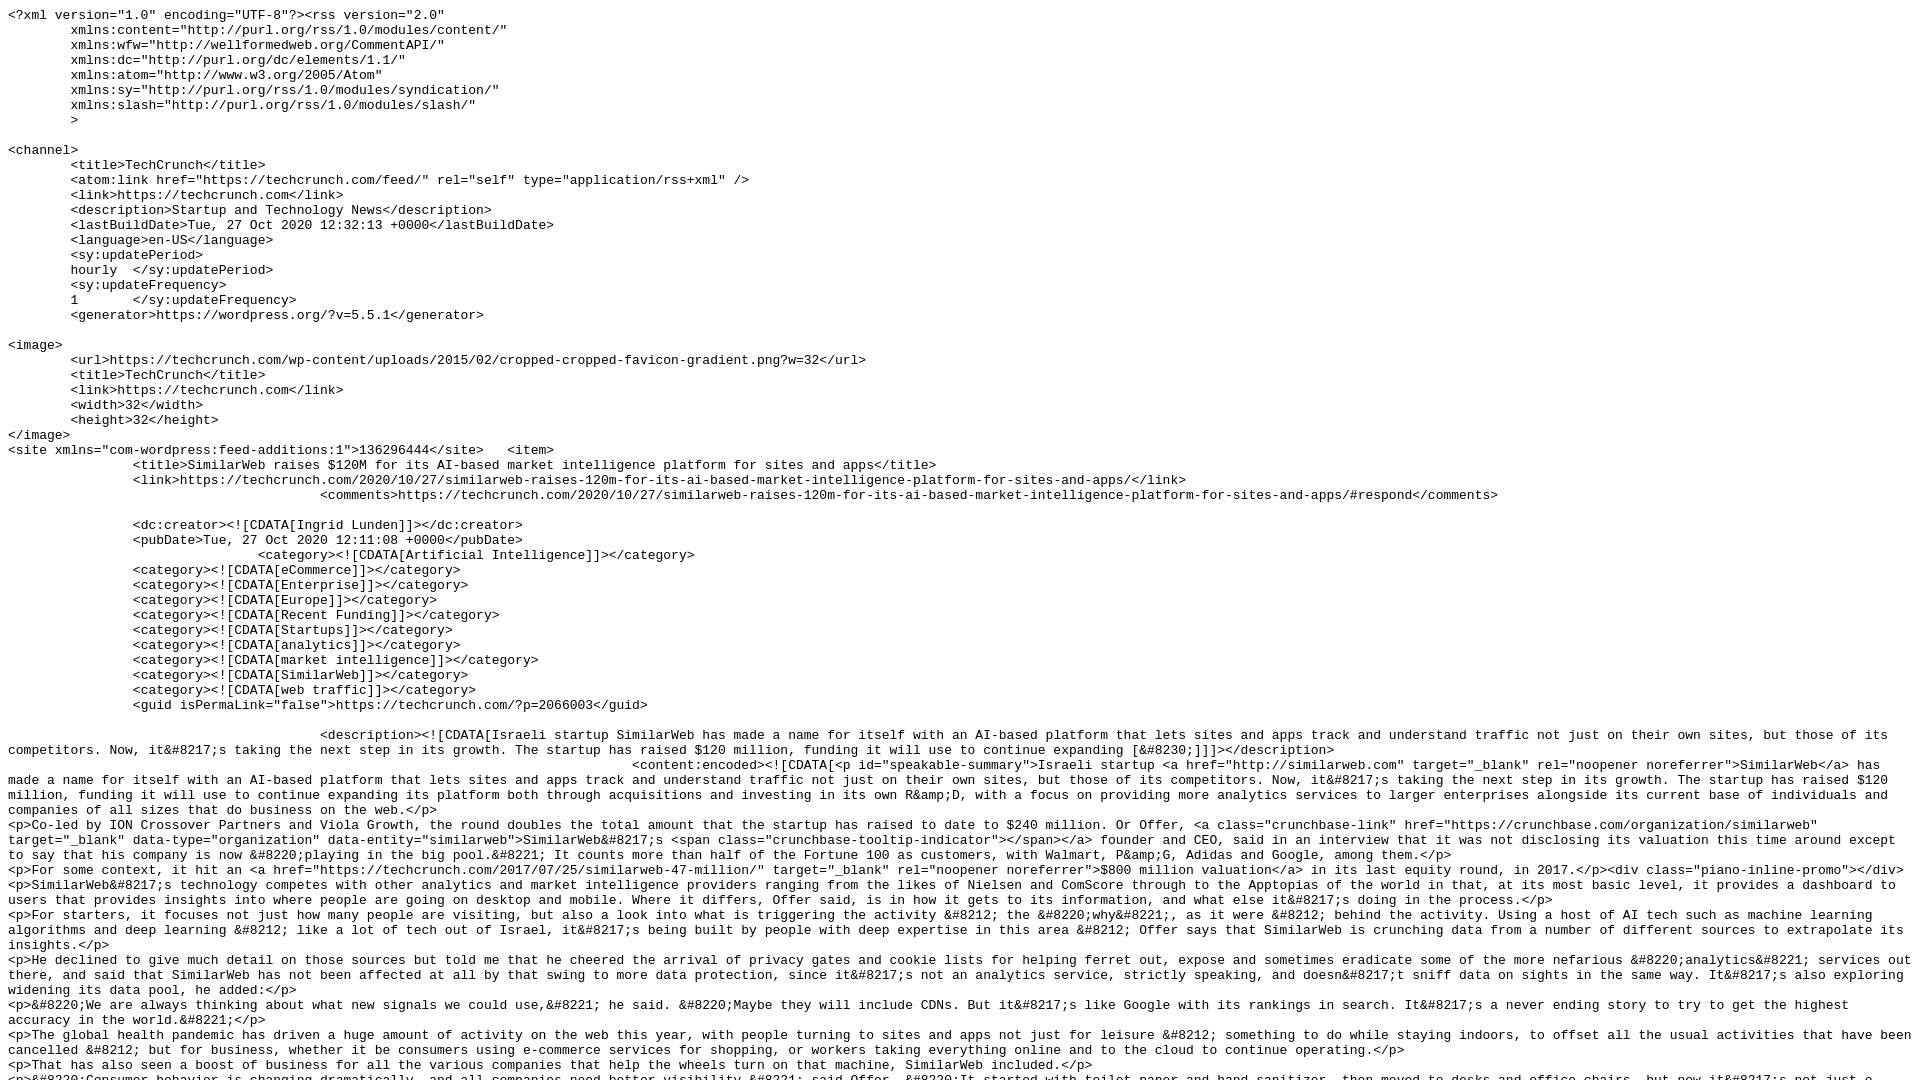 <?xml version="1.0" encoding="UTF-8"?><rss version="2.0"
xmlns:content="http://purl.org/rss/1.0/modules/content/"
xmlns:wfw="http://wellformedweb.org/CommentAPI/"
xmlns:dc="http://purl.org/dc/elements/1.1/"
xmlns:atom="http://www.w3.org/2005/Atom"
xmlns:sy="http://purl.org/rss/1.0/modules/syndication/"
xmlns:slash="http://purl.org/rss/1.0/modules/slash/"
>
<channel>
<title>TechCrunch</title>
<atom:link href="https://techcrunch.com/feed/" rel="self" type="application/rss+xml" />
<link>https://techcrunch.com</link>
<description>Startup and Technology News</description>
<lastBuildDate>Tue, 27 Oct 2020 12:32:13 +0000</lastBuildDate>
<language>en-US</language>
<sy:updatePeriod>
hourly </sy:updatePeriod>
<sy:updateFrequency>
1 </sy:updateFrequency>
<generator>https://wordpress.org/?v=5.5.1</generator>
<image>
<url>https://techcrunch.com/wp-content/uploads/2015/02/cropped-cropped-favicon-gradient.png?w=32</url>
<title>TechCrunch</title>
<link>https://techcrunch.com</link>
<width>32</width>
<height>32</height>
</image>
<site xmlns="com-wordpress:feed-additions:1">136296444</site> <item>
<title>SimilarWeb raises $120M for its AI-based market intelligence platform for sites and apps</title>
<link>https://techcrunch.com/2020/10/27/similarweb-raises-120m-for-its-ai-based-market-intelligence-platform-for-sites-and-apps/</link>
<comments>https://techcrunch.com/2020/10/27/similarweb-raises-120m-for-its-ai-based-market-intelligence-platform-for-sites-and-apps/#respond</comments>
<dc:creator><![CDATA[Ingrid Lunden]]></dc:creator>
<pubDate>Tue, 27 Oct 2020 12:11:08 +0000</pubDate>
<category><![CDATA[Artificial Intelligence]]></category>
<category><![CDATA[eCommerce]]></category>
<category><![CDATA[Enterprise]]></category>
<category><![CDATA[Europe]]></category>
<category><![CDATA[Recent Funding]]></category>
<category><![CDATA[Startups]]></category>
<category><![CDATA[analytics]]></category>
<category><![CDATA[market intelligence]]></category>
<category><![CDATA[SimilarWeb]]></category>
<category><![CDATA[web traffic]]></category>
<guid isPermaLink="false">https://techcrunch.com/?p=2066003</guid>
<description><![CDATA[Israeli startup SimilarWeb has made a name for itself with an AI-based platform that lets sites and apps track and understand traffic not just on their own sites, but those of its
competitors. Now, it&#8217;s taking the next step in its growth. The startup has raised $120 million, funding it will use to continue expanding [&#8230;]]]></description>
<content:encoded><![CDATA[<p id="speakable-summary">Israeli startup <a href="http://similarweb.com" target="_blank" rel="noopener noreferrer">SimilarWeb</a> has
made a name for itself with an AI-based platform that lets sites and apps track and understand traffic not just on their own sites, but those of its competitors. Now, it&#8217;s taking the next step in its growth. The startup has raised $120
million, funding it will use to continue expanding its platform both through acquisitions and investing in its own R&amp;D, with a focus on providing more analytics services to larger enterprises alongside its current base of individuals and
companies of all sizes that do business on the web.</p>
<p>Co-led by ION Crossover Partners and Viola Growth, the round doubles the total amount that the startup has raised to date to $240 million. Or Offer, <a class="crunchbase-link" href="https://crunchbase.com/organization/similarweb"
target="_blank" data-type="organization" data-entity="similarweb">SimilarWeb&#8217;s <span class="crunchbase-tooltip-indicator"></span></a> founder and CEO, said in an interview that it was not disclosing its valuation this time around except
to say that his company is now &#8220;playing in the big pool.&#8221; It counts more than half of the Fortune 100 as customers, with Walmart, P&amp;G, Adidas and Google, among them.</p>
<p>For some context, it hit an <a href="https://techcrunch.com/2017/07/25/similarweb-47-million/" target="_blank" rel="noopener noreferrer">$800 million valuation</a> in its last equity round, in 2017.</p><div class="piano-inline-promo"></div>
<p>SimilarWeb&#8217;s technology competes with other analytics and market intelligence providers ranging from the likes of Nielsen and ComScore through to the Apptopias of the world in that, at its most basic level, it provides a dashboard to
users that provides insights into where people are going on desktop and mobile. Where it differs, Offer said, is in how it gets to its information, and what else it&#8217;s doing in the process.</p>
<p>For starters, it focuses not just how many people are visiting, but also a look into what is triggering the activity &#8212; the &#8220;why&#8221;, as it were &#8212; behind the activity. Using a host of AI tech such as machine learning
algorithms and deep learning &#8212; like a lot of tech out of Israel, it&#8217;s being built by people with deep expertise in this area &#8212; Offer says that SimilarWeb is crunching data from a number of different sources to extrapolate its
insights.</p>
<p>He declined to give much detail on those sources but told me that he cheered the arrival of privacy gates and cookie lists for helping ferret out, expose and sometimes eradicate some of the more nefarious &#8220;analytics&#8221; services out
there, and said that SimilarWeb has not been affected at all by that swing to more data protection, since it&#8217;s not an analytics service, strictly speaking, and doesn&#8217;t sniff data on sights in the same way. It&#8217;s also exploring
widening its data pool, he added:</p>
<p>&#8220;We are always thinking about what new signals we could use,&#8221; he said. &#8220;Maybe they will include CDNs. But it&#8217;s like Google with its rankings in search. It&#8217;s a never ending story to try to get the highest
accuracy in the world.&#8221;</p>
<p>The global health pandemic has driven a huge amount of activity on the web this year, with people turning to sites and apps not just for leisure &#8212; something to do while staying indoors, to offset all the usual activities that have been
cancelled &#8212; but for business, whether it be consumers using e-commerce services for shopping, or workers taking everything online and to the cloud to continue operating.</p>
<p>That has also seen a boost of business for all the various companies that help the wheels turn on that machine, SimilarWeb included.</p>
<p>&#8220;Consumer behavior is changing dramatically, and all companies need better visibility,&#8221; said Offer. &#8220;It started with toilet paper and hand sanitizer, then moved to desks and office chairs, but now it&#8217;s not just e-